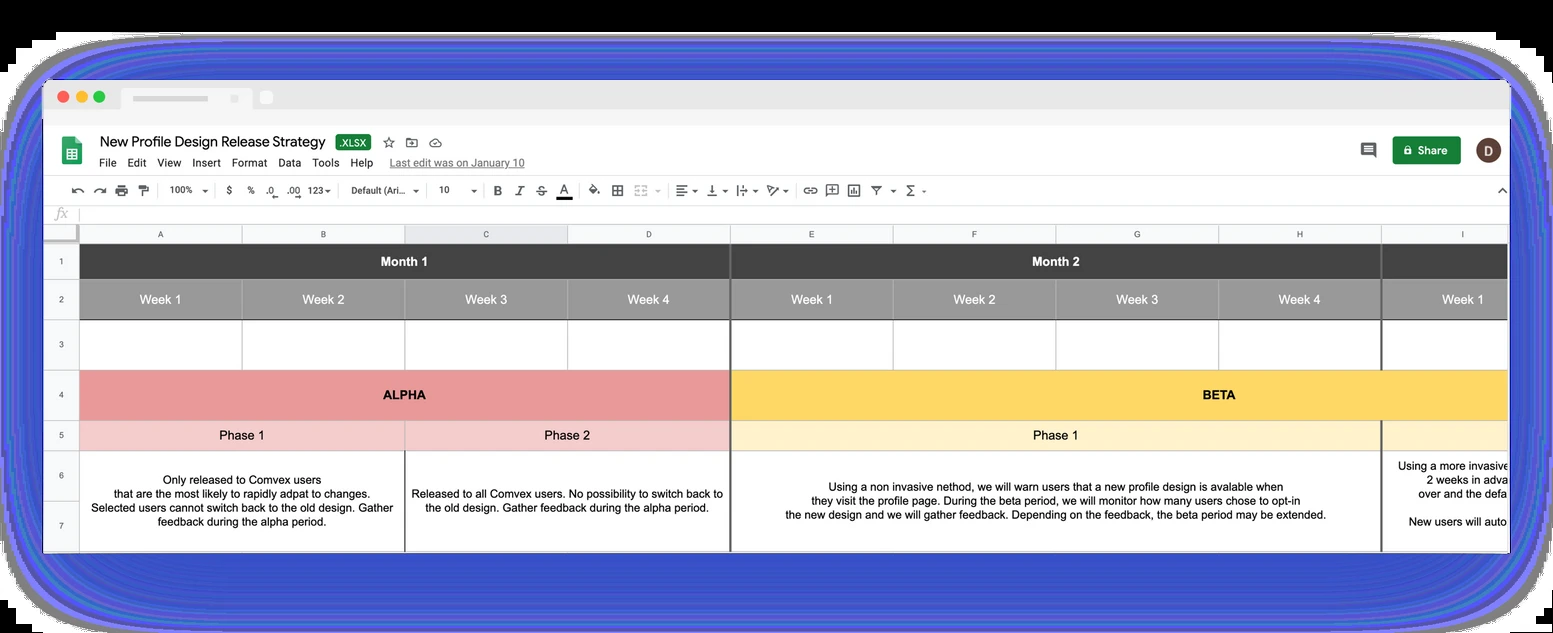 New Profile Design Release Strategy .XLSX
File Edit View Insert Format Data Tools Help Last edit was on January 10
Share
D
100% $ % .0 .00 123 Default (Ari... 10 B I S A
fx
A B C D E F G H I
1 Month 1 Month 2
2 Week 1 Week 2 Week 3 Week 4 Week 1 Week 2 Week 3 Week 4 Week 1
3
4 ALPHA BETA
5 Phase 1 Phase 2 Phase 1
6
7
Only released to Comvex users
that are the most likely to rapidly adpat to changes.
Selected users cannot switch back to the old design. Gather
feedback during the alpha period.
Released to all Comvex users. No possibility to switch back to
the old design. Gather feedback during the alpha period.
Using a non invasive nethod, we will warn users that a new profile design is avalable when
they visit the profile page. During the beta period, we will monitor how many users chose to opt-in
the new design and we will gather feedback. Depending on the feedback, the beta period may be extended.
Using a more invasive
2 weeks in adva
over and the defa
New users will auto